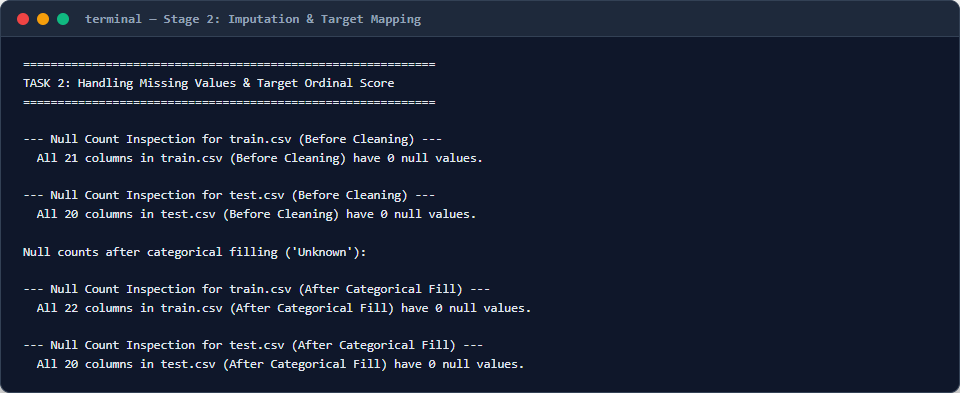 terminal — Stage 2: Imputation & Target Mapping
============================================================
TASK 2: Handling Missing Values & Target Ordinal Score
============================================================
--- Null Count Inspection for train.csv (Before Cleaning) ---
All 21 columns in train.csv (Before Cleaning) have 0 null values.
--- Null Count Inspection for test.csv (Before Cleaning) ---
All 20 columns in test.csv (Before Cleaning) have 0 null values.
Null counts after categorical filling ('Unknown'):
--- Null Count Inspection for train.csv (After Categorical Fill) ---
All 22 columns in train.csv (After Categorical Fill) have 0 null values.
--- Null Count Inspection for test.csv (After Categorical Fill) ---
All 20 columns in test.csv (After Categorical Fill) have 0 null values.